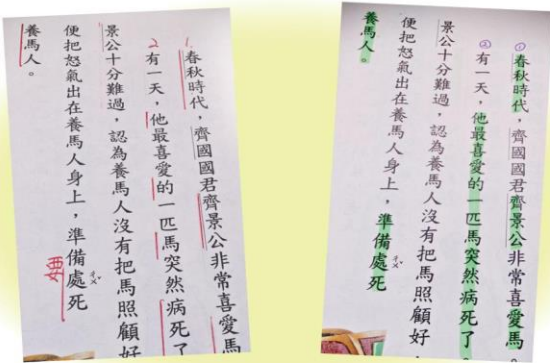 1. 春秋時代，齊國國君齊景公非常喜愛馬
2. 有一天，他最喜愛的一匹馬突然病死了
景公十分難過，認為養馬人沒有把馬照顧好
便把怒氣出在養馬人身上，準備處死
ㄔㄨˇ
要
養馬人。
① 春秋時代，齊國國君齊景公非常喜愛馬。
② 有一天，他最喜愛的一匹馬突然病死了。
景公十分難過，認為養馬人沒有把馬照顧好
便把怒氣出在養馬人身上，準備處死
ㄔㄨˇ
養馬人。